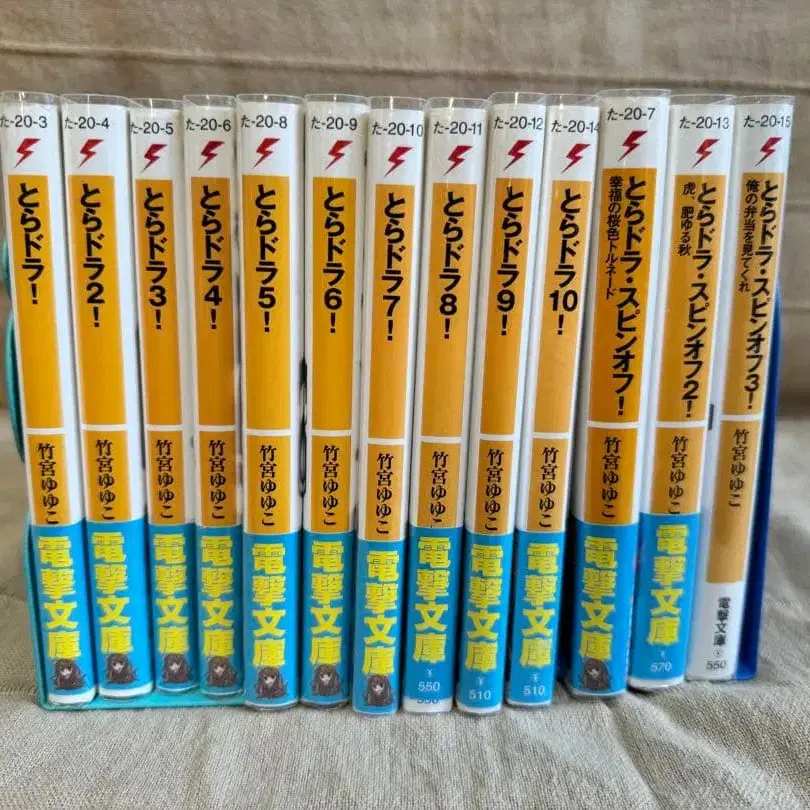 た-20-3
とらドラ!
竹宮ゆゆこ
電撃文庫
た-20-4
とらドラ2!
竹宮ゆゆこ
電撃文庫
た-20-5
とらドラ3!
竹宮ゆゆこ
電撃文庫
た-20-6
とらドラ4!
竹宮ゆゆこ
電撃文庫
た-20-8
とらドラ5!
竹宮ゆゆこ
電撃文庫
た-20-9
とらドラ6!
竹宮ゆゆこ
電撃文庫
た-20-10
とらドラ7!
竹宮ゆゆこ
電撃文庫
た-20-11
とらドラ8!
竹宮ゆゆこ
電撃文庫
¥
550
550
た-20-12
とらドラ9!
竹宮ゆゆこ
電撃文庫
¥
510
た-20-14
とらドラ10!
竹宮ゆゆこ
電撃文庫
¥
510
た-20-7
とらドラ・スピンオフ!
幸福の桜色トルネード
竹宮ゆゆこ
電撃文庫
た-20-13
とらドラ・スピンオフ2!
虎、肥ゆる秋
竹宮ゆゆこ
電撃文庫
¥
570
た-20-15
とらドラ・スピンオフ3!
俺の弁当を見てくれ
竹宮ゆゆこ
電撃文庫
¥
550